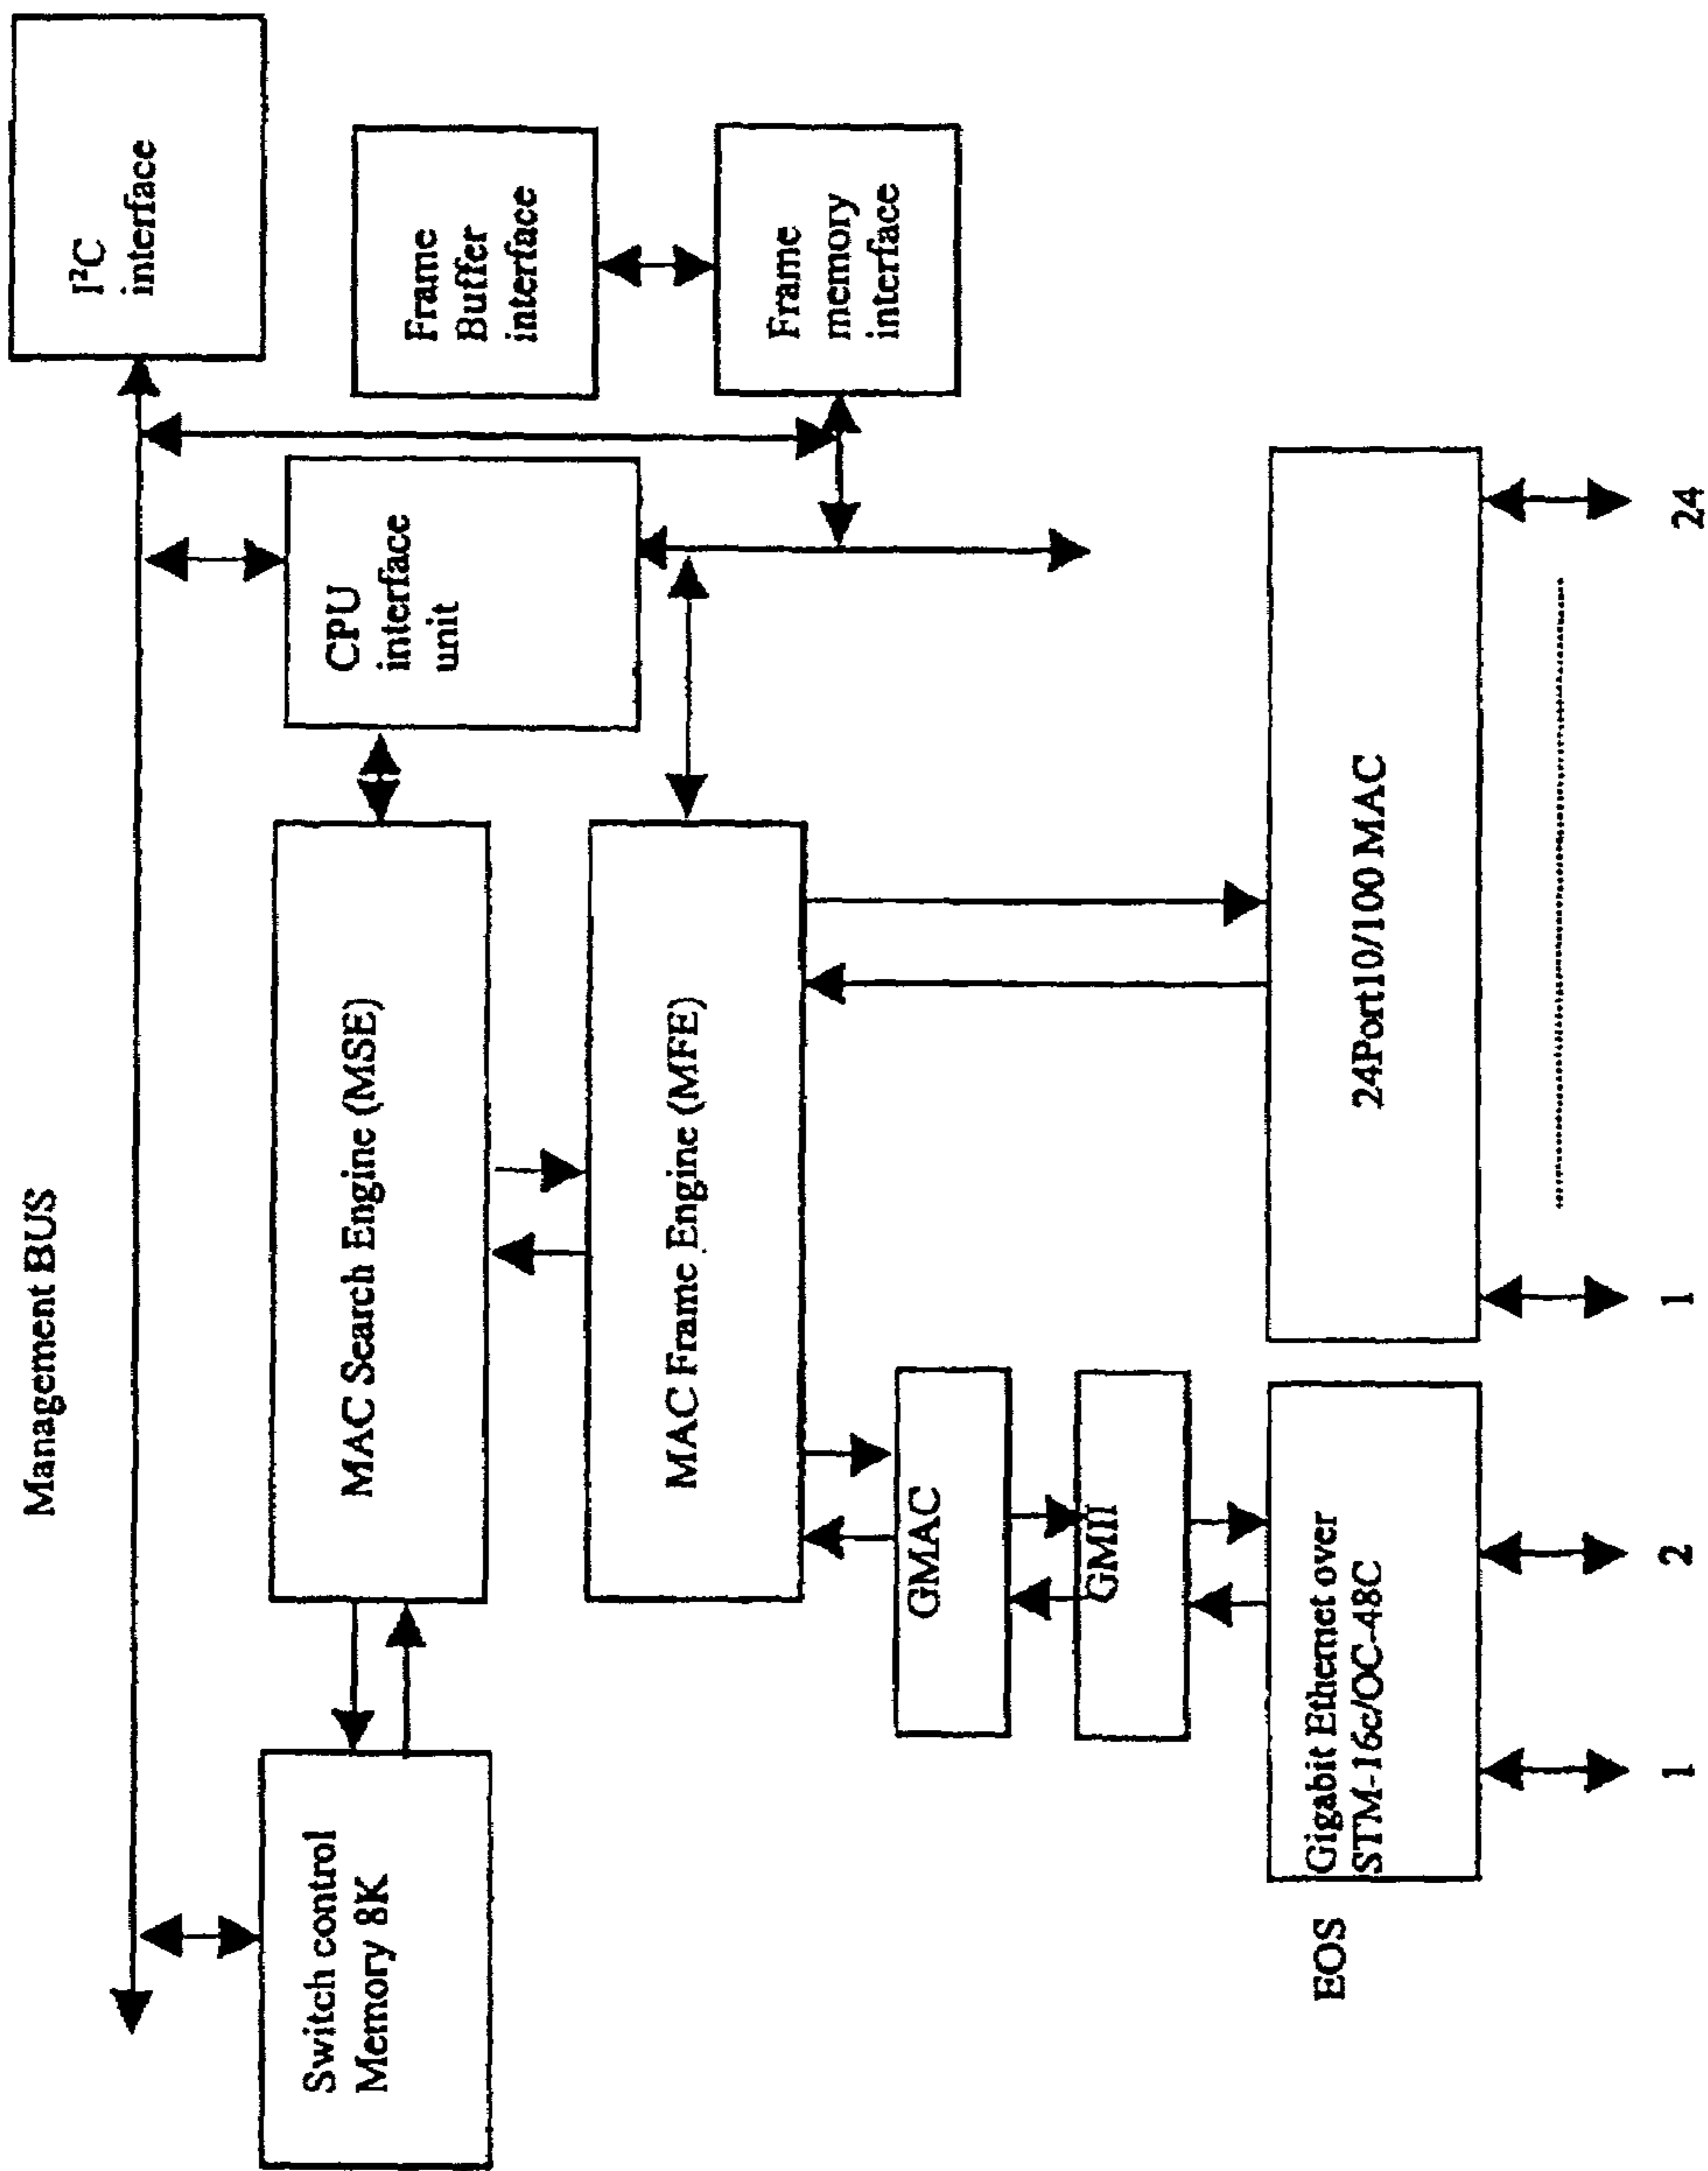 Management BUS
I²C
interface
Switch control
Memory 8K
MAC Search Engine (MSE)
CPU
interface
unit
Frame
Buffer
interface
MAC Frame Engine (MFE)
Frame
memory
interface
GMAC
GMII
EOS
Gigabit Ethernet over
STM-16c/OC-48C
24Port10/100 MAC
1
2
1
24